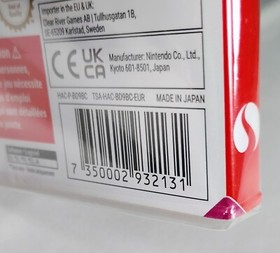 Importer in the EU & UK:
Clear River Games AB | Tullhusgatan 1B,
SE-65209 Karlstad, Sweden
CE UK
CA
Manufacturer: Nintendo Co., Ltd.,
Kyoto 601-8501, Japan
HAC-P-BD9BC TSA-HAC-BD9BC-EUR MADE IN JAPAN
7 350002 932131